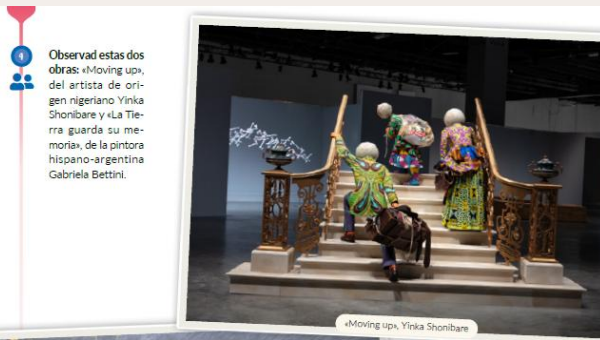 1
Observad estas dos
obras: «Moving up»,
del artista de ori-
gen nigeriano Yinka
Shonibare y «La Tie-
rra guarda su me-
moria», de la pintora
hispano-argentina
Gabriela Bettini.
«Moving up», Yinka Shonibare